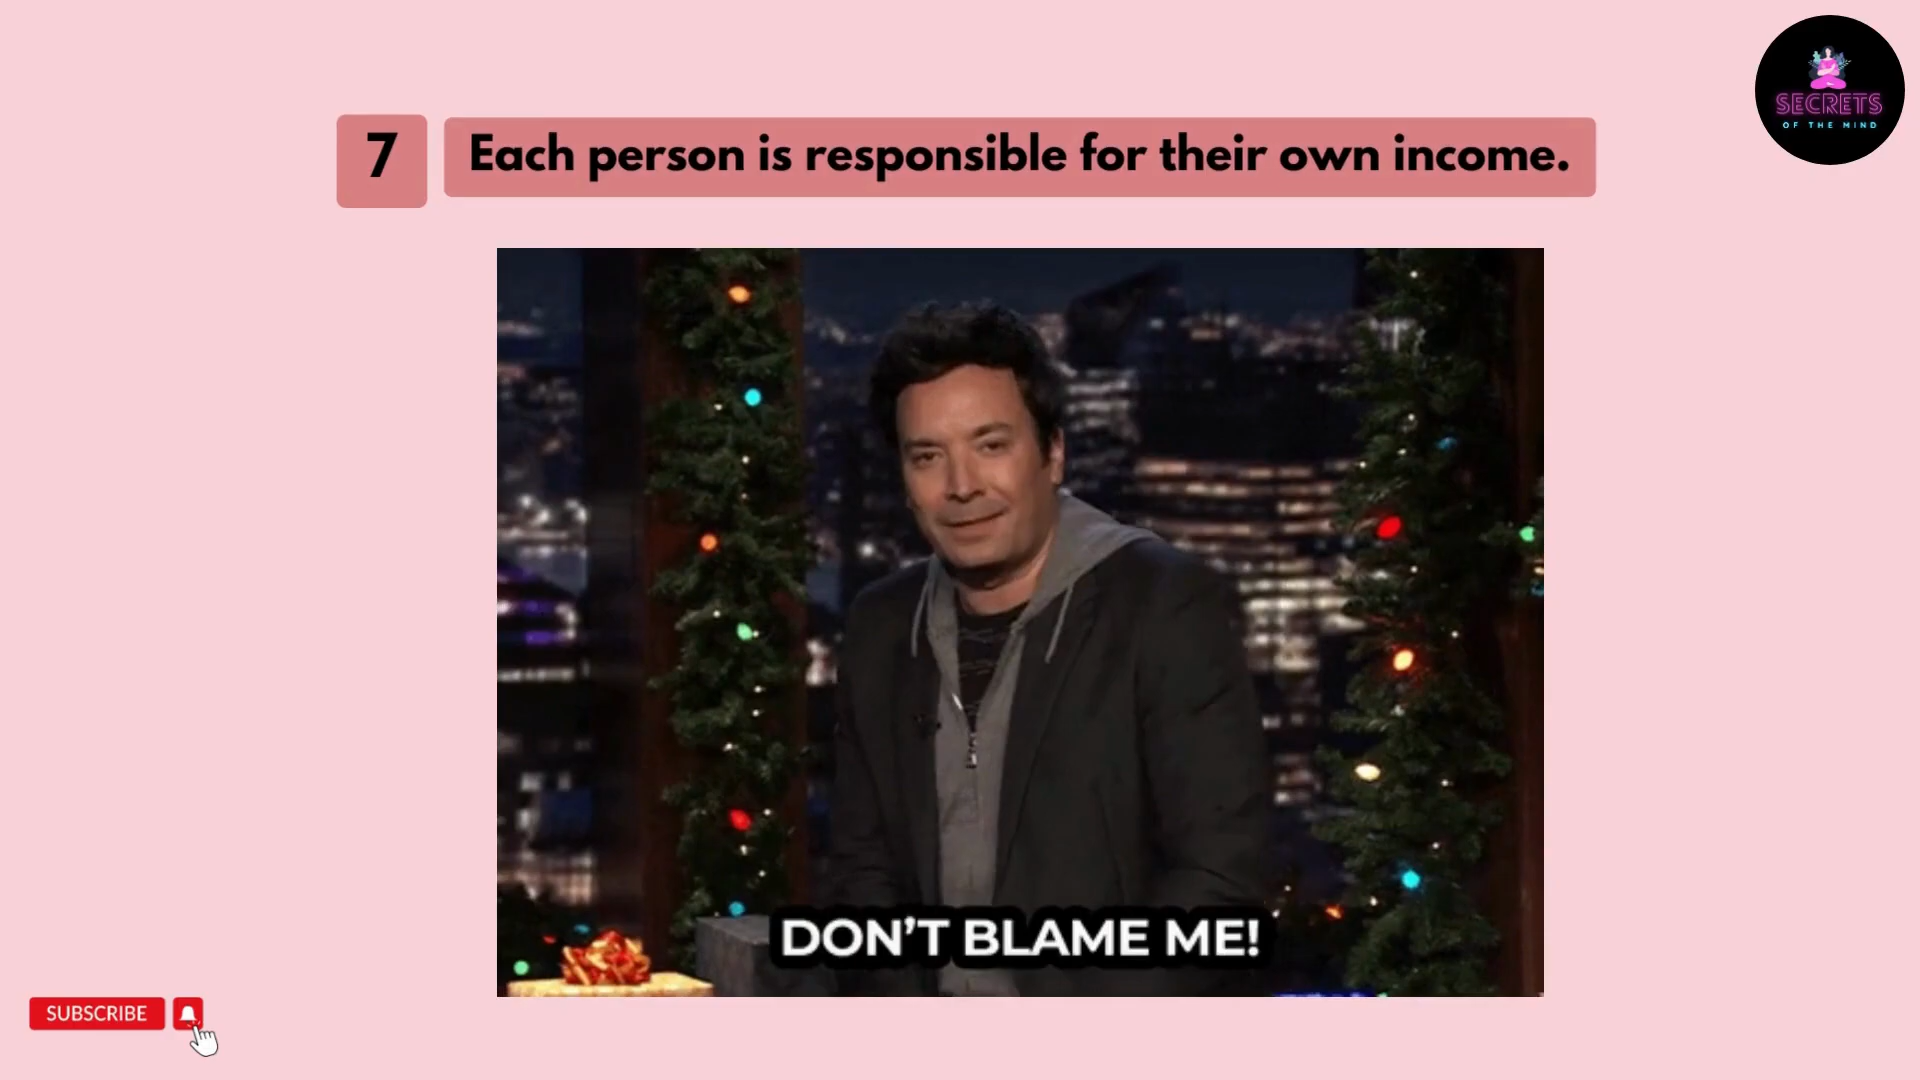 7
Each person is responsible for their own income.
SECRETS
OF THE MIND
DON'T BLAME ME!
SUBSCRIBE